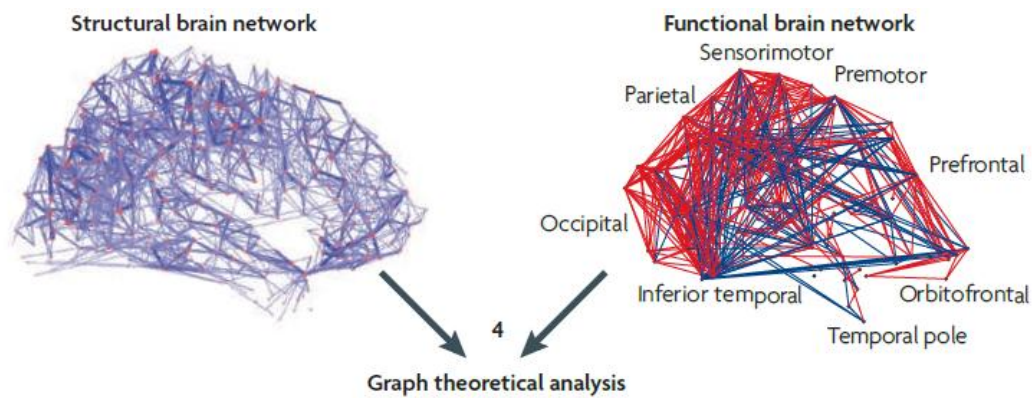 Structural brain network
Functional brain network
Sensorimotor
Premotor
Parietal
Prefrontal
Occipital
Inferior temporal
Orbitofrontal
Temporal pole
4
Graph theoretical analysis